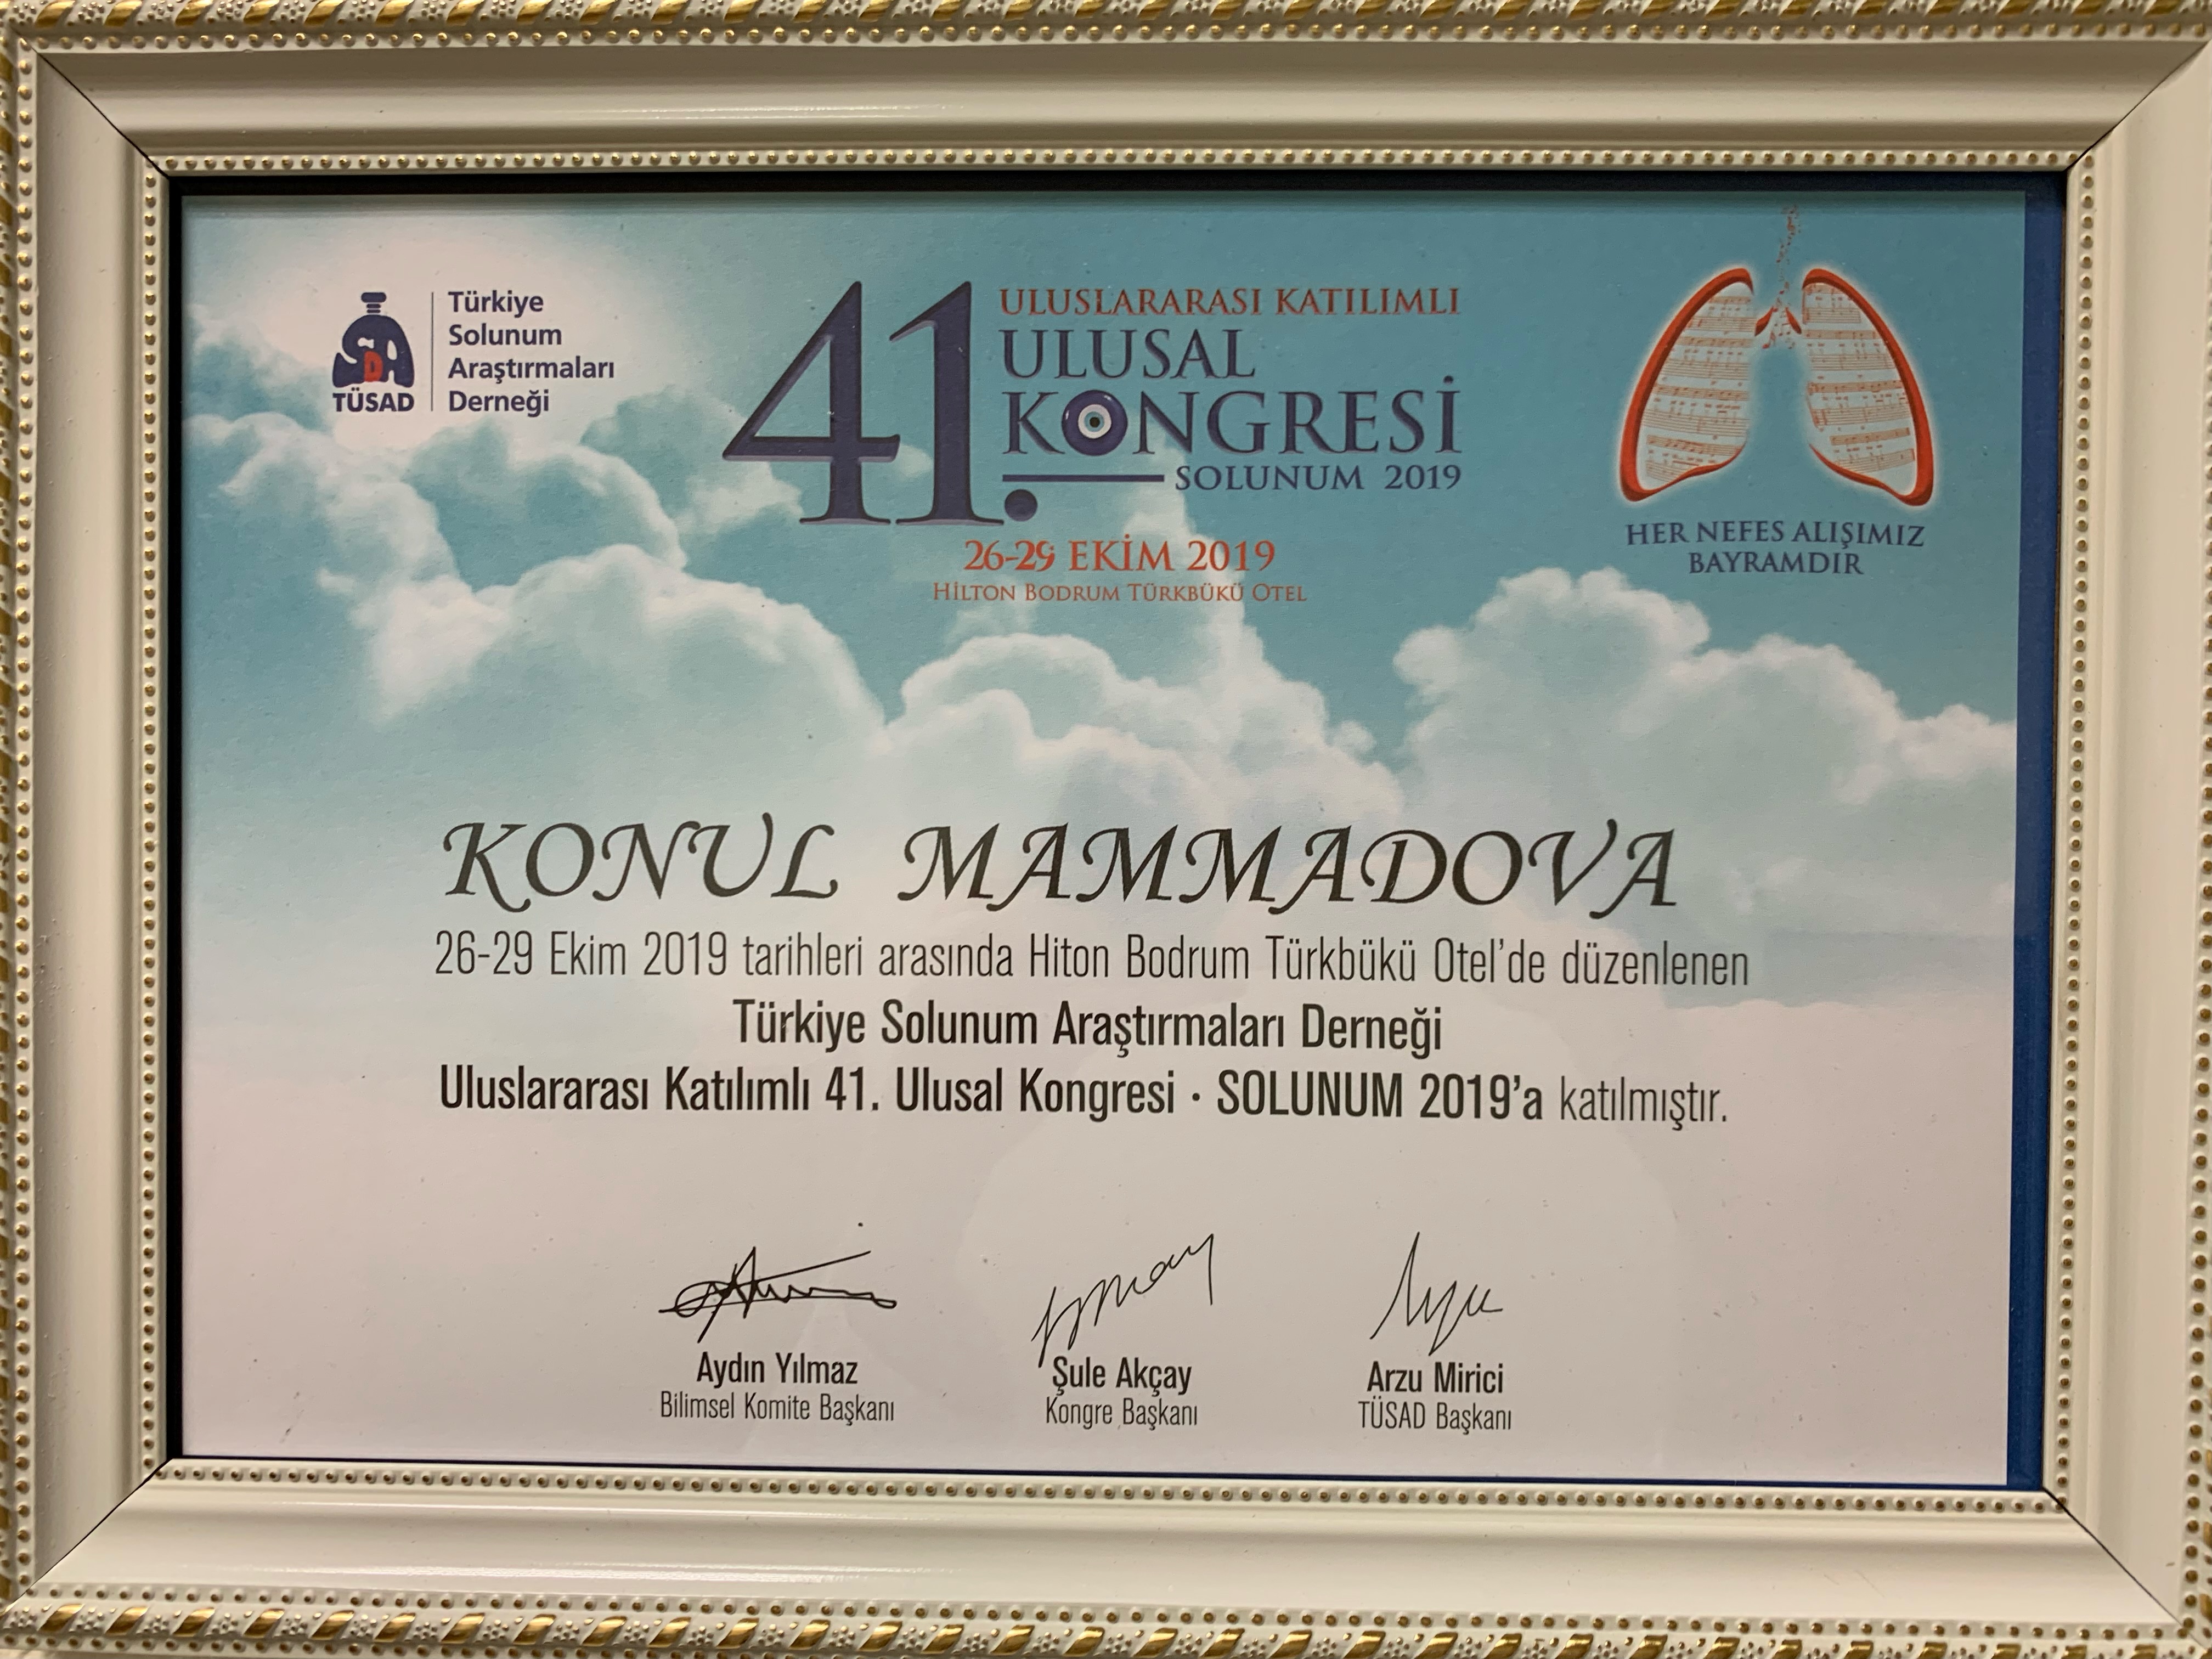 Türkiye
Solunum
Araştırmaları
Derneği
SDA
TÜSAD
41.
ULUSLARARASI KATILIMLI
ULUSAL
KONGRESİ
SOLUNUM 2019
26-29 EKİM 2019
HİLTON BODRUM TÜRKBÜKÜ OTEL
HER NEFES ALIŞIMIZ
BAYRAMDIR
KONUL MAMMADOVA
26-29 Ekim 2019 tarihleri arasında Hiton Bodrum Türkbükü Otel'de düzenlenen
Türkiye Solunum Araştırmaları Derneği
Uluslararası Katılımlı 41. Ulusal Kongresi · SOLUNUM 2019'a katılmıştır.
Aydın Yılmaz
Bilimsel Komite Başkanı
Şule Akçay
Kongre Başkanı
Arzu Mirici
TÜSAD Başkanı